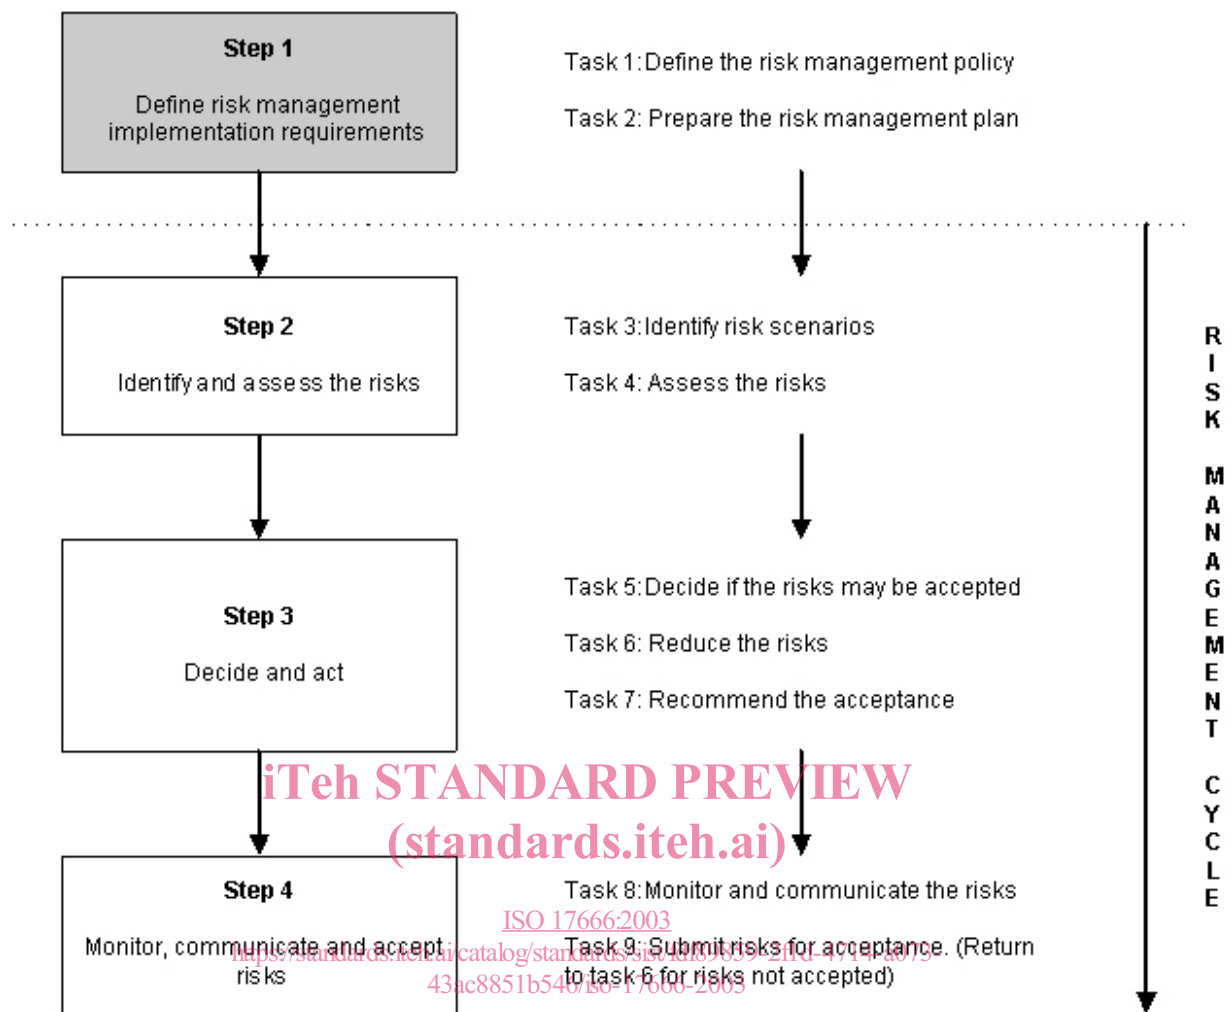 Step 1
Define risk management
implementation requirements
Task 1: Define the risk management policy
Task 2: Prepare the risk management plan
Step 2
Identify and assess the risks
Task 3: Identify risk scenarios
Task 4: Assess the risks
Step 3
Decide and act
Task 5: Decide if the risks may be accepted
Task 6: Reduce the risks
Task 7: Recommend the acceptance
iTeh STANDARD PREVIEW
(standards.iteh.ai)
Step 4
Monitor, communicate and accept
risks
Task 8: Monitor and communicate the risks
Task 9: Submit risks for acceptance. (Return
to task 6 for risks not accepted)
ISO 17666:2003
43ac8851b546/iso-17666-2003
RISK MANAGEMENT CYCLE